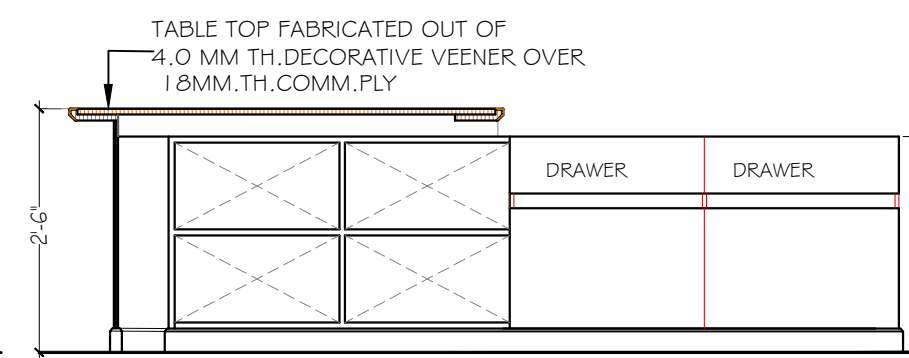 TABLE TOP FABRICATED OUT OF
4.0 MM TH.DECORATIVE VEENER OVER
18MM.TH.COMM.PLY
DRAWER DRAWER
2'-6"